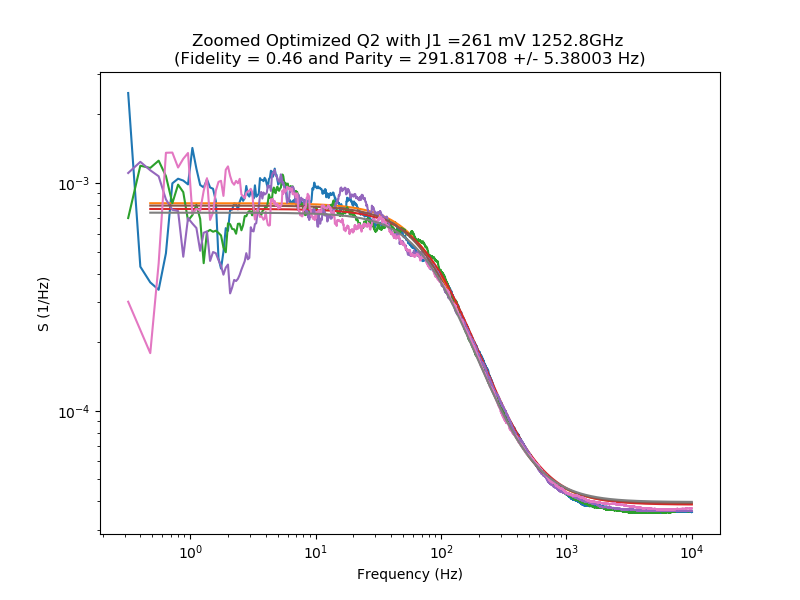 Zoomed Optimized Q2 with J1 =261 mV 1252.8GHz
(Fidelity = 0.46 and Parity = 291.81708 +/- 5.38003 Hz)
S (1/Hz)
10⁻³
10⁻⁴
10⁰ 10¹ 10² 10³ 10⁴
Frequency (Hz)